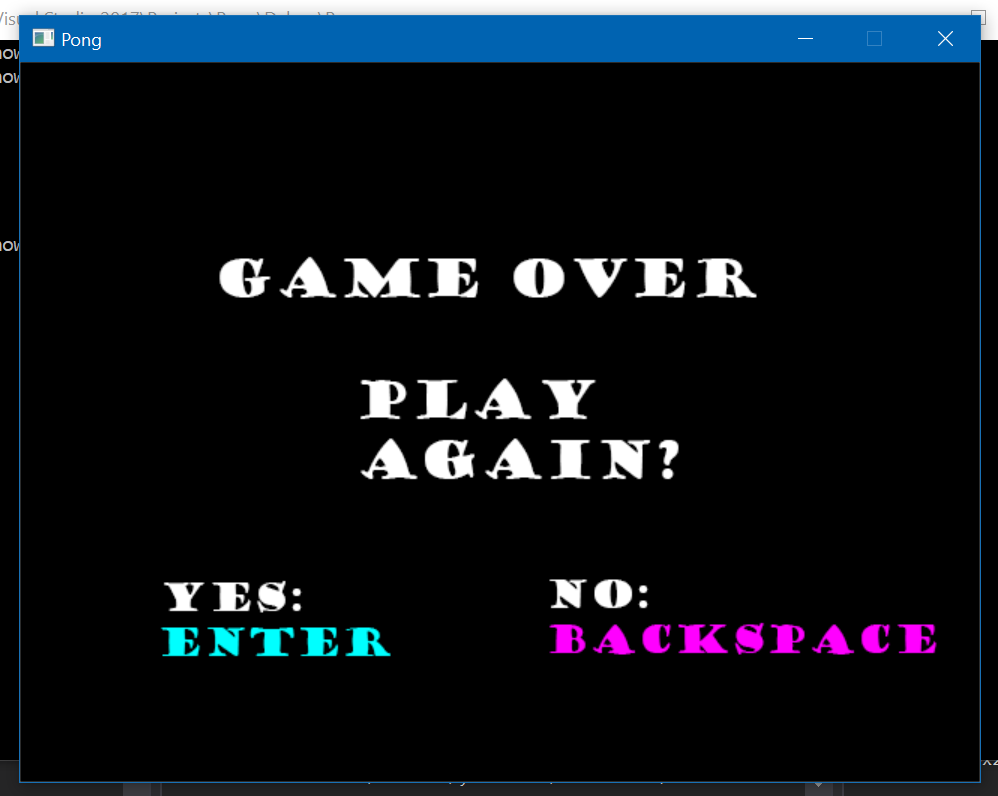 Pong
GAME OVER
PLAY
AGAIN?
YES:
ENTER
NO:
BACKSPACE